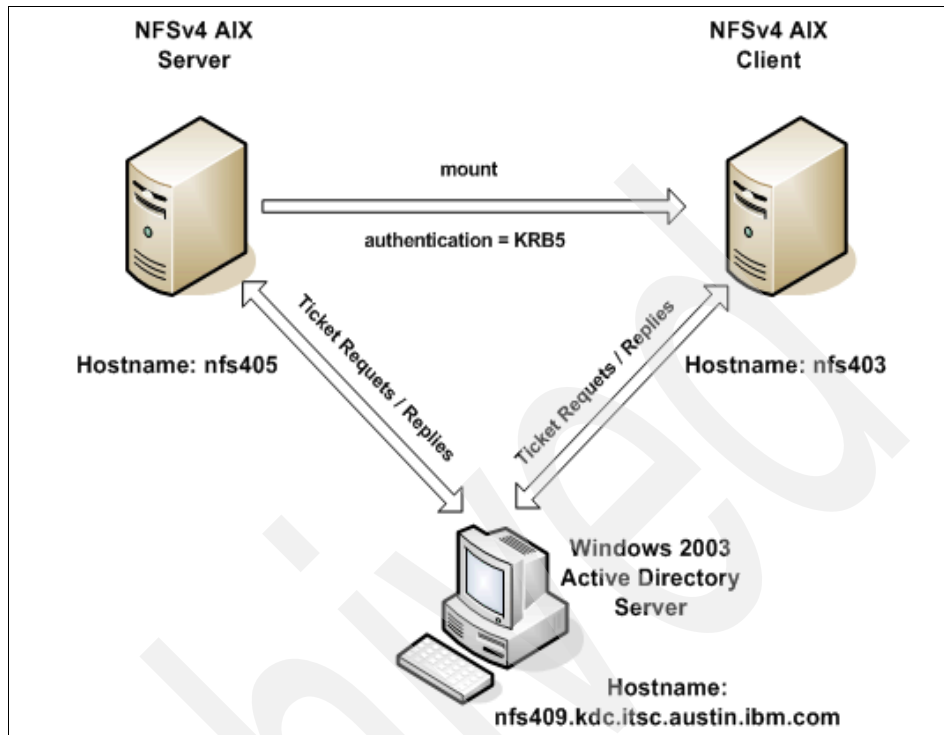 NFSv4 AIX
Server
NFSv4 AIX
Client
mount
authentication = KRB5
Ticket Requets / Replies
Ticket Requets / Replies
Hostname: nfs405
Hostname: nfs403
Windows 2003
Active Directory
Server
Hostname:
nfs409.kdc.itsc.austin.ibm.com
hived